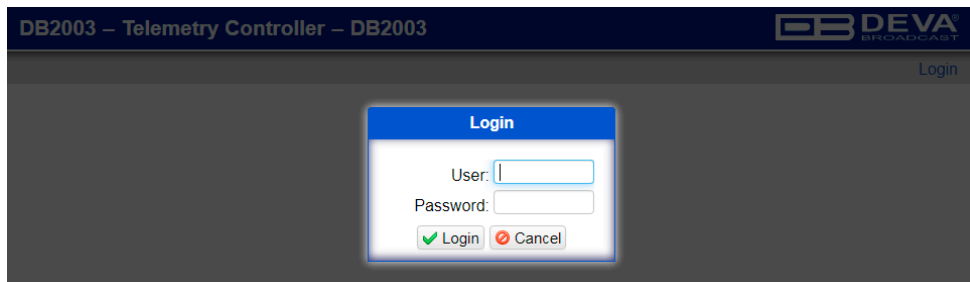 DB2003 – Telemetry Controller – DB2003
DEVA®
BROADCAST
Login
Login
User:
Password:
Login Cancel